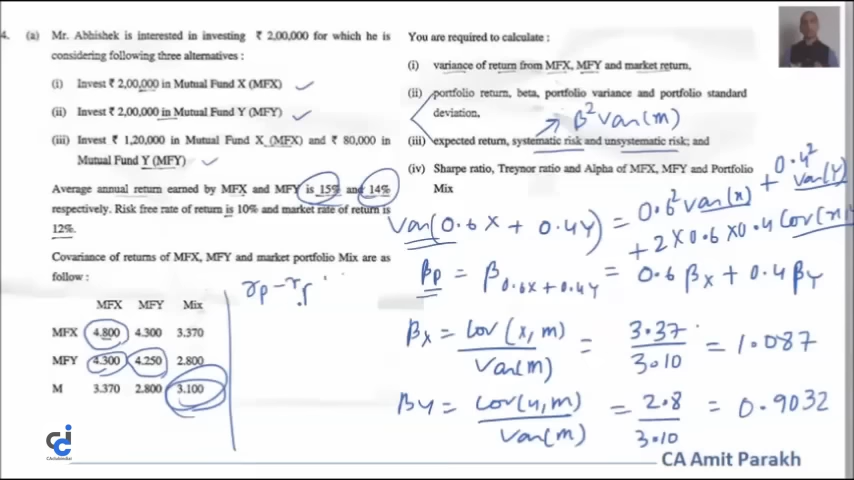 4. (a) Mr. Abhishek is interested in investing ₹ 2,00,000 for which he is
considering following three alternatives :
(i) Invest ₹ 2,00,000 in Mutual Fund X (MFX)
(ii) Invest ₹ 2,00,000 in Mutual Fund Y (MFY)
(iii) Invest ₹ 1,20,000 in Mutual Fund X (MFX) and ₹ 80,000 in
Mutual Fund Y (MFY)
Average annual return earned by MFX and MFY is 15% and 14%
respectively. Risk free rate of return is 10% and market rate of return is
12%.
Covariance of returns of MFX, MFY and market portfolio Mix are as
follow :
MFX MFY Mix
MFX 4.800 4.300 3.370
MFY 4.300 4.250 2.800
M 3.370 2.800 3.100
rp - rf
You are required to calculate :
(i) variance of return from MFX, MFY and market return,
(ii) portfolio return, beta, portfolio variance and portfolio standard
deviation,
β² Var(m)
(iii) expected return, systematic risk and unsystematic risk; and
(iv) Sharpe ratio, Treynor ratio and Alpha of MFX, MFY and Portfolio
Mix
Var(0.6X + 0.4Y) = 0.6² Var(x) + 0.4² Var(Y)
+ 2 × 0.6 × 0.4 Cov(x,Y
βp = β0.6X + 0.4Y = 0.6 βX + 0.4 βY
βX = Cov(x, m) / Var(m) = 3.37 / 3.10 = 1.087
βY = Cov(y, m) / Var(m) = 2.8 / 3.10 = 0.9032
CA Amit Parakh